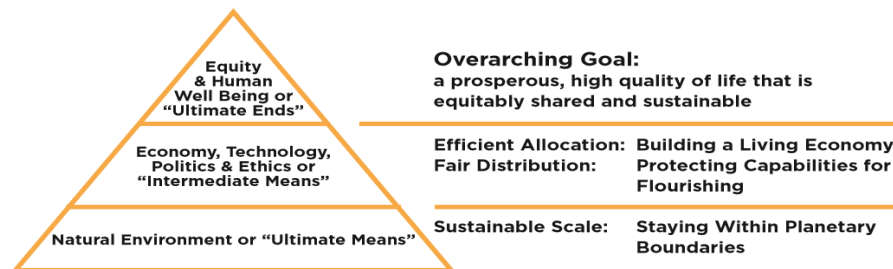 Equity
& Human
Well Being or
“Ultimate Ends”
Overarching Goal:
a prosperous, high quality of life that is
equitably shared and sustainable
Economy, Technology,
Politics & Ethics or
“Intermediate Means”
Efficient Allocation: Building a Living Economy
Fair Distribution: Protecting Capabilities for
Flourishing
Natural Environment or “Ultimate Means”
Sustainable Scale: Staying Within Planetary
Boundaries